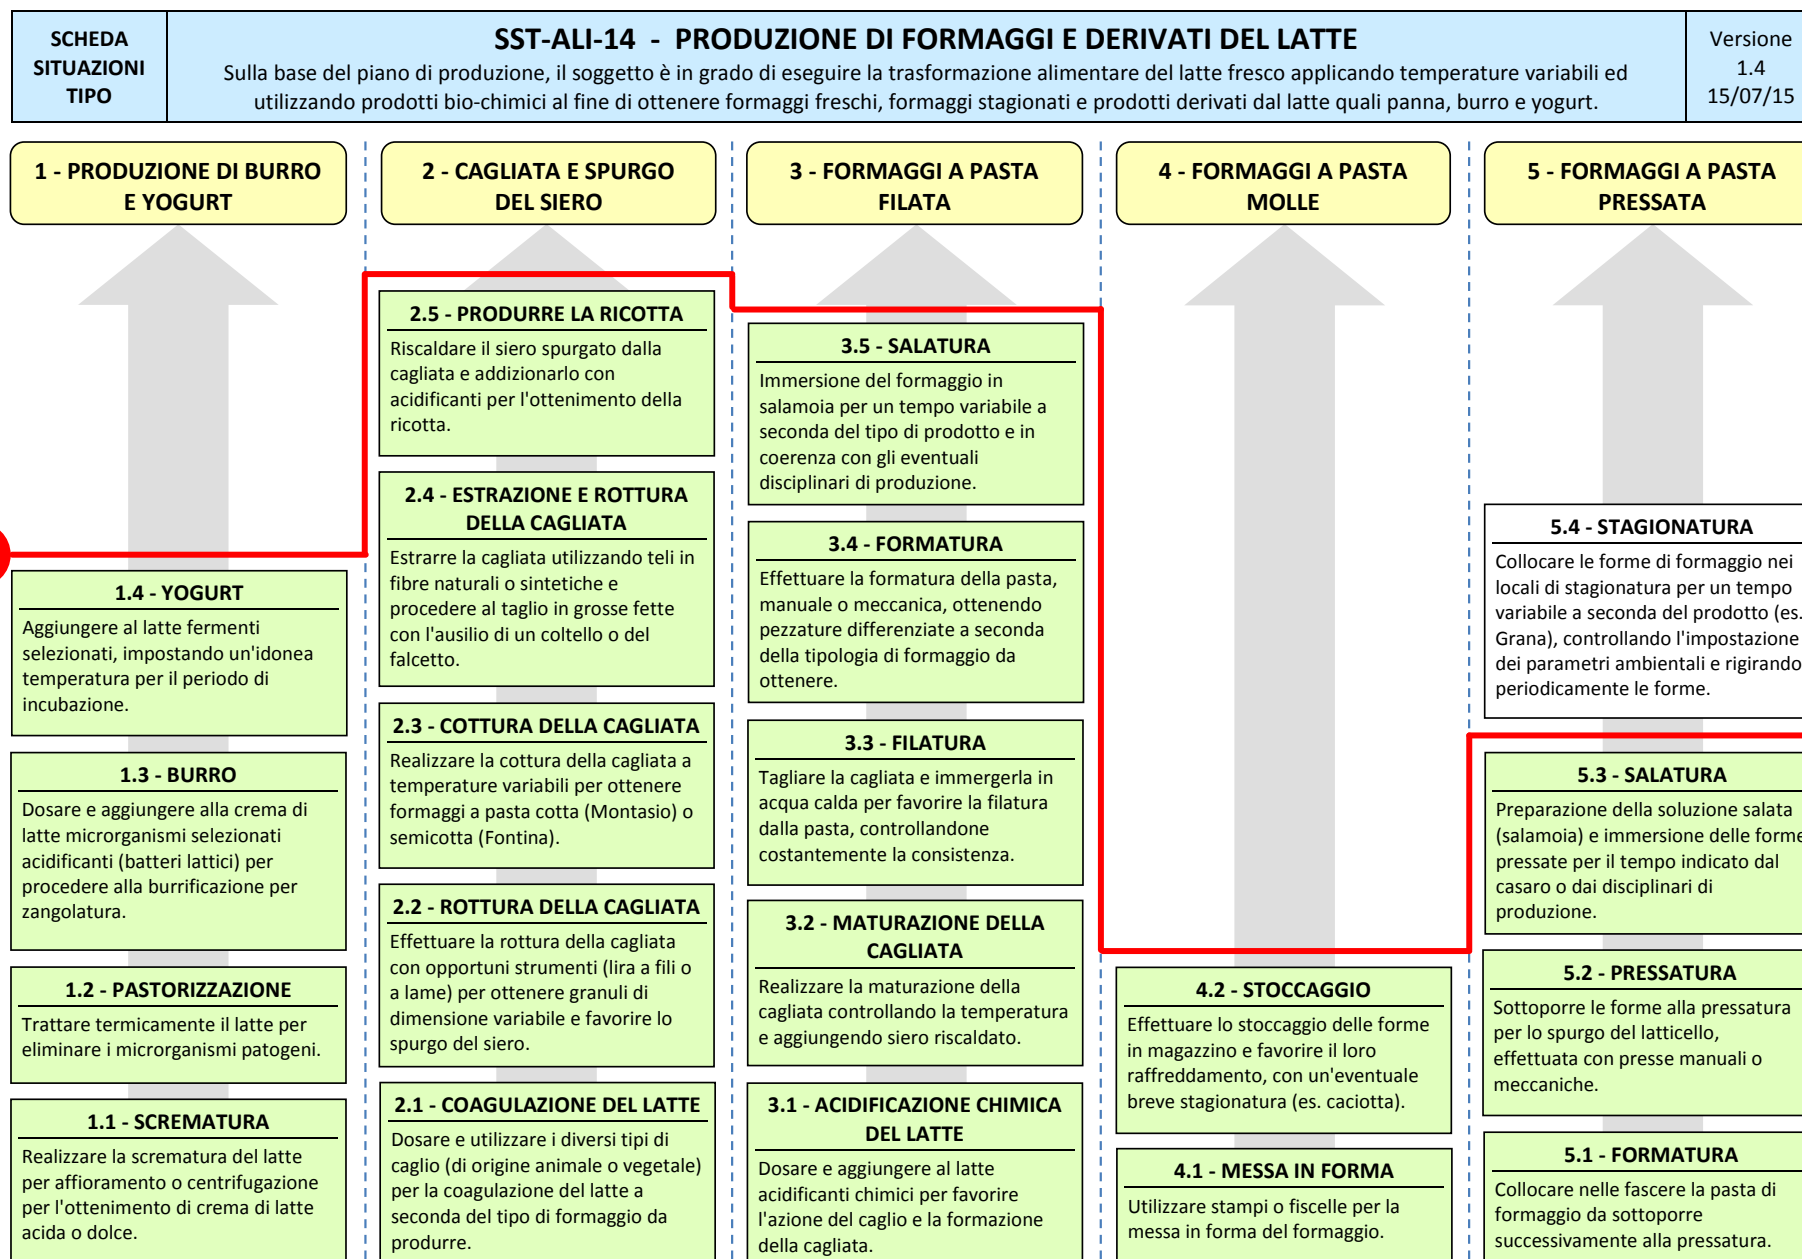 SCHEDA
SITUAZIONI
TIPO
SST-ALI-14 - PRODUZIONE DI FORMAGGI E DERIVATI DEL LATTE
Sulla base del piano di produzione, il soggetto è in grado di eseguire la trasformazione alimentare del latte fresco applicando temperature variabili ed
utilizzando prodotti bio-chimici al fine di ottenere formaggi freschi, formaggi stagionati e prodotti derivati dal latte quali panna, burro e yogurt.
Versione
1.4
15/07/15
1 - PRODUZIONE DI BURRO
E YOGURT
1.4 - YOGURT
Aggiungere al latte fermenti
selezionati, impostando un'idonea
temperatura per il periodo di
incubazione.
1.3 - BURRO
Dosare e aggiungere alla crema di
latte microrganismi selezionati
acidificanti (batteri lattici) per
procedere alla burrificazione per
zangolatura.
1.2 - PASTORIZZAZIONE
Trattare termicamente il latte per
eliminare i microrganismi patogeni.
1.1 - SCREMATURA
Realizzare la scrematura del latte
per affioramento o centrifugazione
per l'ottenimento di crema di latte
acida o dolce.
2 - CAGLIATA E SPURGO
DEL SIERO
2.5 - PRODURRE LA RICOTTA
Riscaldare il siero spurgato dalla
cagliata e addizionarlo con
acidificanti per l'ottenimento della
ricotta.
2.4 - ESTRAZIONE E ROTTURA
DELLA CAGLIATA
Estrarre la cagliata utilizzando teli in
fibre naturali o sintetiche e
procedere al taglio in grosse fette
con l'ausilio di un coltello o del
falcetto.
2.3 - COTTURA DELLA CAGLIATA
Realizzare la cottura della cagliata a
temperature variabili per ottenere
formaggi a pasta cotta (Montasio) o
semicotta (Fontina).
2.2 - ROTTURA DELLA CAGLIATA
Effettuare la rottura della cagliata
con opportuni strumenti (lira a fili o
a lame) per ottenere granuli di
dimensione variabile e favorire lo
spurgo del siero.
2.1 - COAGULAZIONE DEL LATTE
Dosare e utilizzare i diversi tipi di
caglio (di origine animale o vegetale)
per la coagulazione del latte a
seconda del tipo di formaggio da
produrre.
3 - FORMAGGI A PASTA
FILATA
3.5 - SALATURA
Immersione del formaggio in
salamoia per un tempo variabile a
seconda del tipo di prodotto e in
coerenza con gli eventuali
disciplinari di produzione.
3.4 - FORMATURA
Effettuare la formatura della pasta,
manuale o meccanica, ottenendo
pezzature differenziate a seconda
della tipologia di formaggio da
ottenere.
3.3 - FILATURA
Tagliare la cagliata e immergerla in
acqua calda per favorire la filatura
dalla pasta, controllandone
costantemente la consistenza.
3.2 - MATURAZIONE DELLA
CAGLIATA
Realizzare la maturazione della
cagliata controllando la temperatura
e aggiungendo siero riscaldato.
3.1 - ACIDIFICAZIONE CHIMICA
DEL LATTE
Dosare e aggiungere al latte
acidificanti chimici per favorire
l'azione del caglio e la formazione
della cagliata.
4 - FORMAGGI A PASTA
MOLLE
4.2 - STOCCAGGIO
Effettuare lo stoccaggio delle forme
in magazzino e favorire il loro
raffreddamento, con un'eventuale
breve stagionatura (es. caciotta).
4.1 - MESSA IN FORMA
Utilizzare stampi o fiscelle per la
messa in forma del formaggio.
5 - FORMAGGI A PASTA
PRESSATA
5.4 - STAGIONATURA
Collocare le forme di formaggio nei
locali di stagionatura per un tempo
variabile a seconda del prodotto (es.
Grana), controllando l'impostazione
dei parametri ambientali e rigirando
periodicamente le forme.
5.3 - SALATURA
Preparazione della soluzione salata
(salamoia) e immersione delle forme
pressate per il tempo indicato dal
casaro o dai disciplinari di
produzione.
5.2 - PRESSATURA
Sottoporre le forme alla pressatura
per lo spurgo del latticello,
effettuata con presse manuali o
meccaniche.
5.1 - FORMATURA
Collocare nelle fascere la pasta di
formaggio da sottoporre
successivamente alla pressatura.